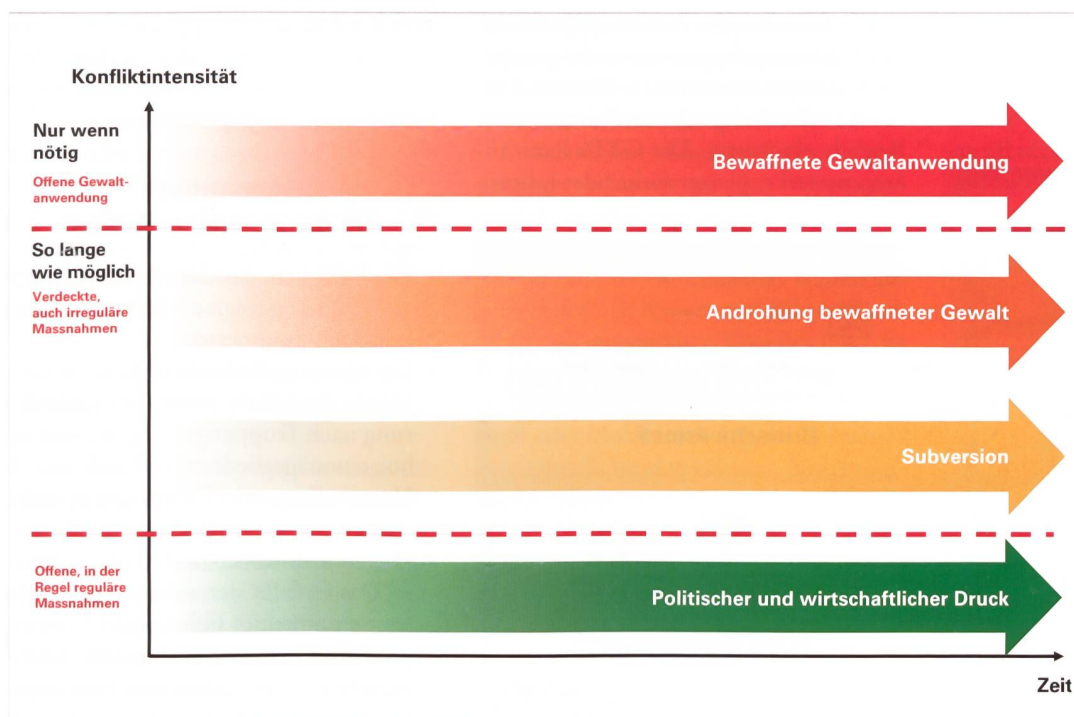 Konfliktintensität
Nur wenn
nötig
Offene Gewalt-
anwendung
Bewaffnete Gewaltanwendung
So lange
wie möglich
Verdeckte,
auch irreguläre
Massnahmen
Androhung bewaffneter Gewalt
Subversion
Offene, in der
Regel reguläre
Massnahmen
Politischer und wirtschaftlicher Druck
Zeit